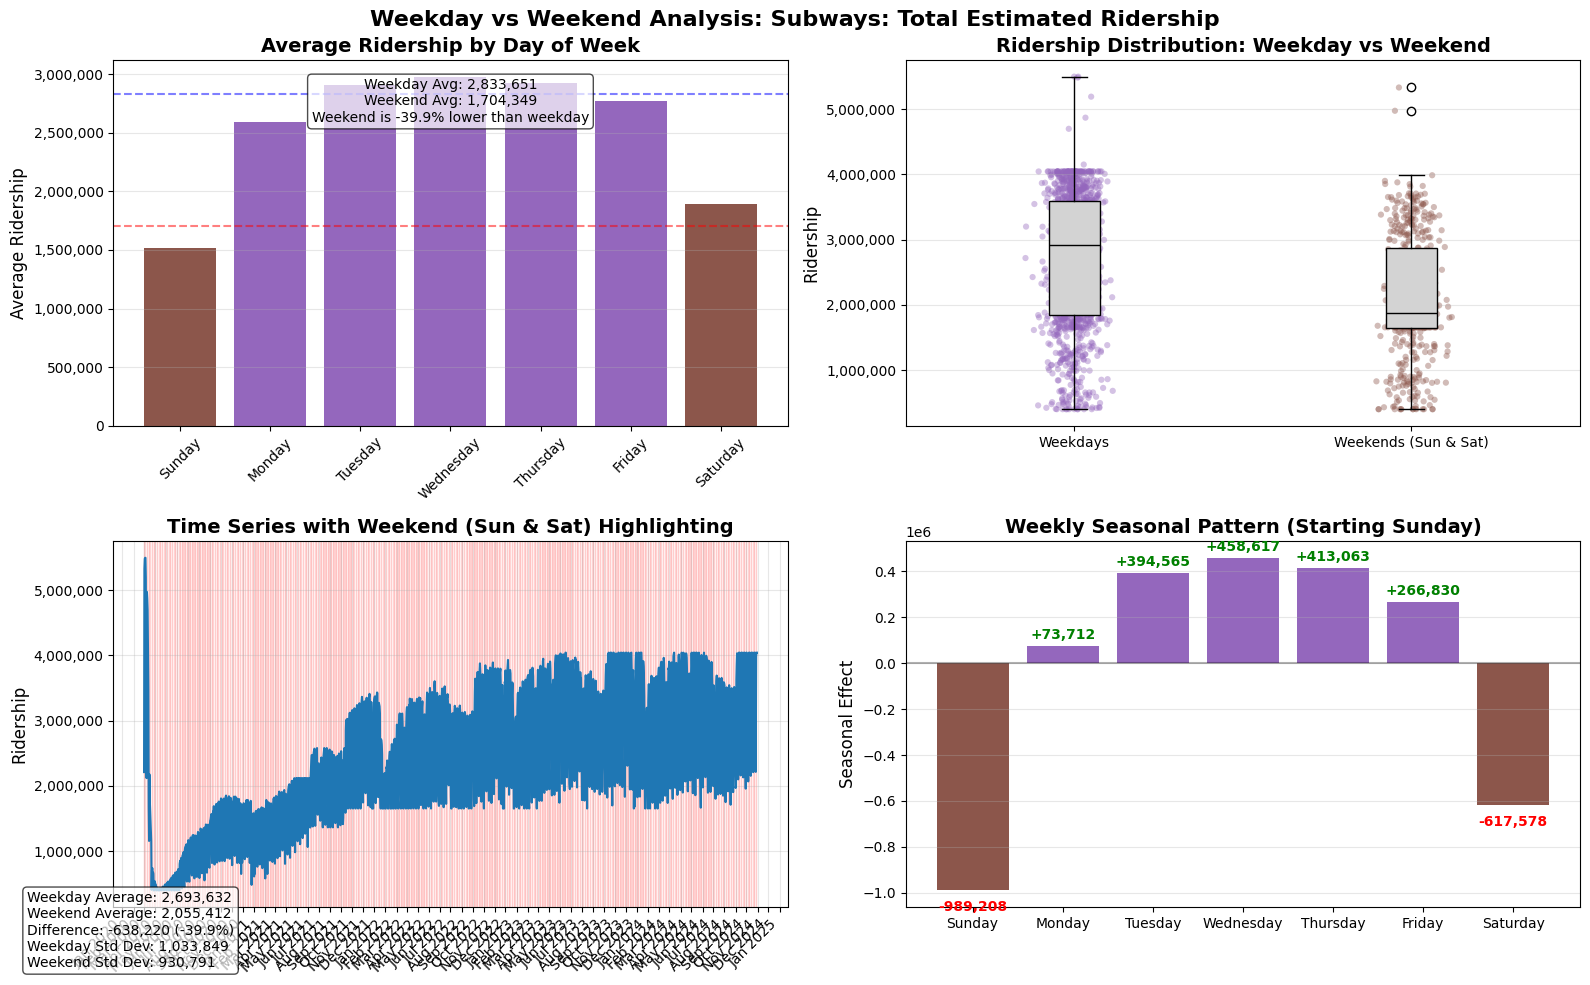 Weekday vs Weekend Analysis: Subways: Total Estimated Ridership
Average Ridership by Day of Week
Average Ridership
3,000,000
2,500,000
2,000,000
1,500,000
1,000,000
500,000
0
Weekday Avg: 2,833,651
Weekend Avg: 1,704,349
Weekend is -39.9% lower than weekday
Sunday
Monday
Tuesday
Wednesday
Thursday
Friday
Saturday
Ridership Distribution: Weekday vs Weekend
Ridership
5,000,000
4,000,000
3,000,000
2,000,000
1,000,000
Weekdays
Weekends (Sun & Sat)
Time Series with Weekend (Sun & Sat) Highlighting
Ridership
5,000,000
4,000,000
3,000,000
2,000,000
1,000,000
Weekday Average: 2,693,632
Weekend Average: 2,055,412
Difference: -638,220 (-39.9%)
Weekday Std Dev: 1,033,849
Weekend Std Dev: 930,791
Dec-2024
Jan-2025
Weekly Seasonal Pattern (Starting Sunday)
1e6
Seasonal Effect
0.4
0.2
0.0
−0.2
−0.4
−0.6
−0.8
−1.0
-989,208
+73,712
+394,565
+458,617
+413,063
+266,830
-617,578
Sunday
Monday
Tuesday
Wednesday
Thursday
Friday
Saturday